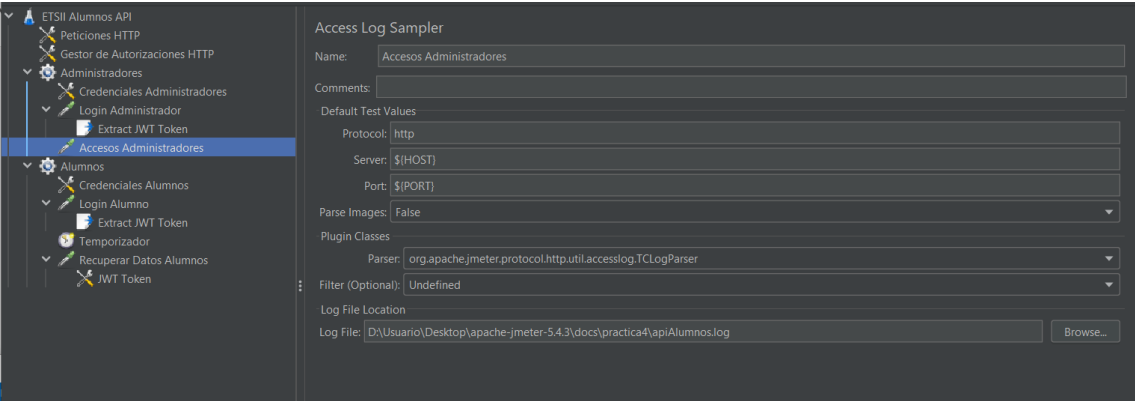 ETSII Alumnos API
Peticiones HTTP
Gestor de Autorizaciones HTTP
Administradores
Credenciales Administradores
Login Administrador
Extract JWT Token
Accesos Administradores
Alumnos
Credenciales Alumnos
Login Alumno
Extract JWT Token
Temporizador
Recuperar Datos Alumnos
JWT Token
Access Log Sampler
Name: Accesos Administradores
Comments:
Default Test Values
Protocol: http
Server: ${HOST}
Port: ${PORT}
Parse Images: False
Plugin Classes
Parser: org.apache.jmeter.protocol.http.util.accesslog.TCLogParser
Filter (Optional): Undefined
Log File Location
Log File: D:\Usuario\Desktop\apache-jmeter-5.4.3\docs\practica4\apiAlumnos.log Browse...